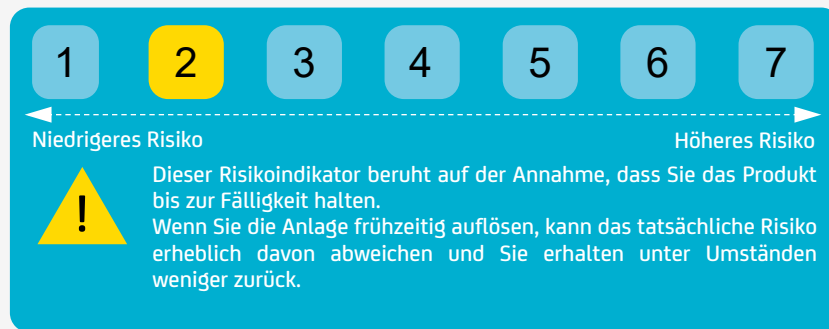 1 2 3 4 5 6 7
Niedrigeres Risiko Höheres Risiko
!
Dieser Risikoindikator beruht auf der Annahme, dass Sie das Produkt
bis zur Fälligkeit halten.
Wenn Sie die Anlage frühzeitig auflösen, kann das tatsächliche Risiko
erheblich davon abweichen und Sie erhalten unter Umständen
weniger zurück.